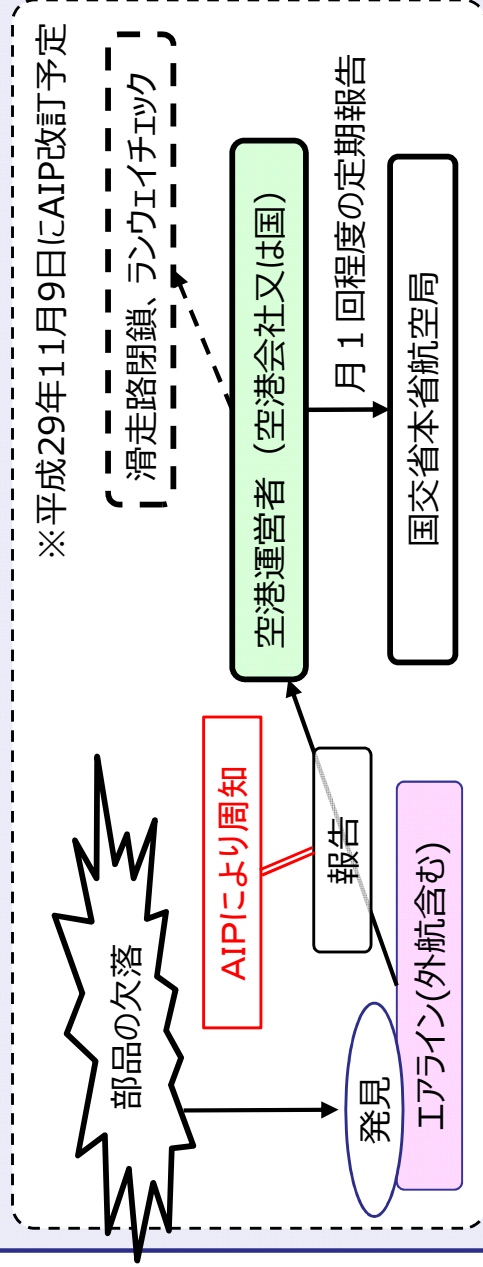 ※平成29年11月9日にAIP改訂予定
部品の欠落
滑走路閉鎖、ランウェイチェック
AIPにより周知
空港運営者（空港会社又は国）
報告
月１回程度の定期報告
発見
エアライン(外航含む)
国交省本省航空局